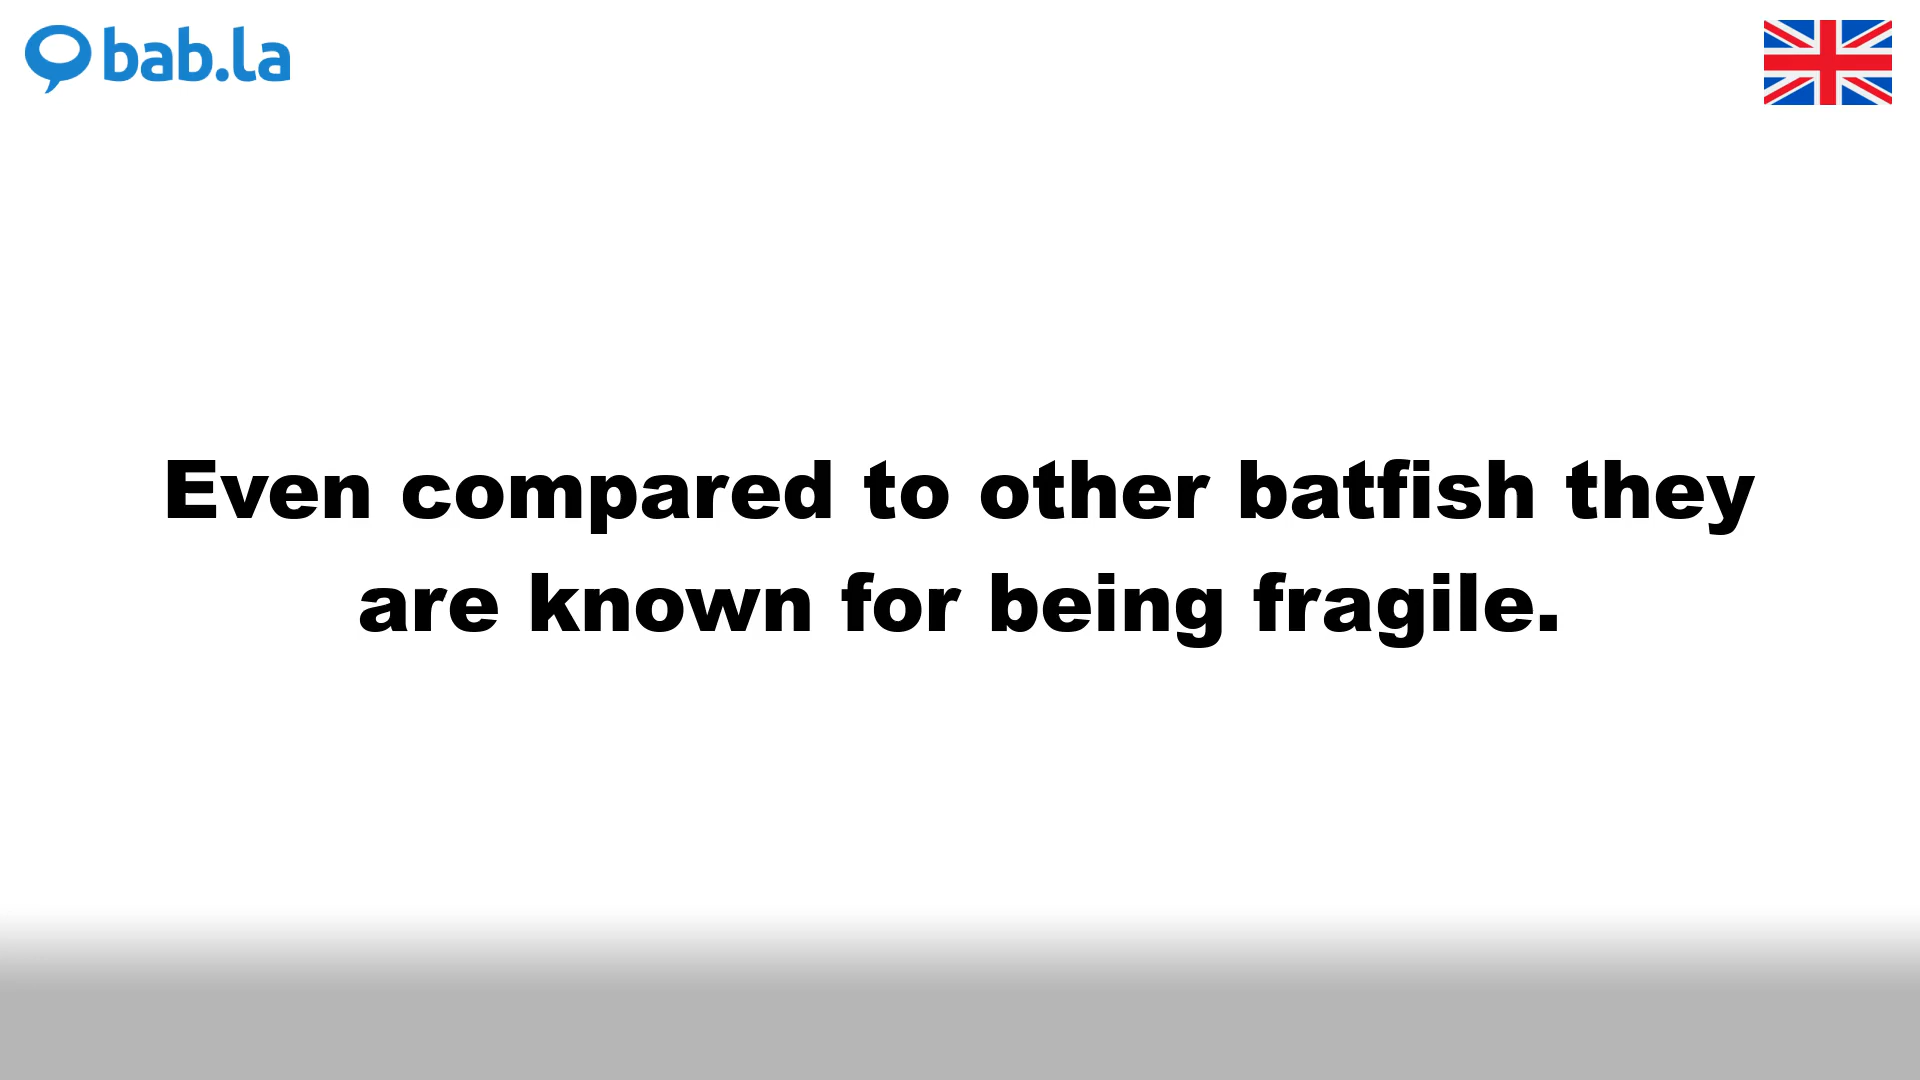 bab.la
Even compared to other batfish they
are known for being fragile.